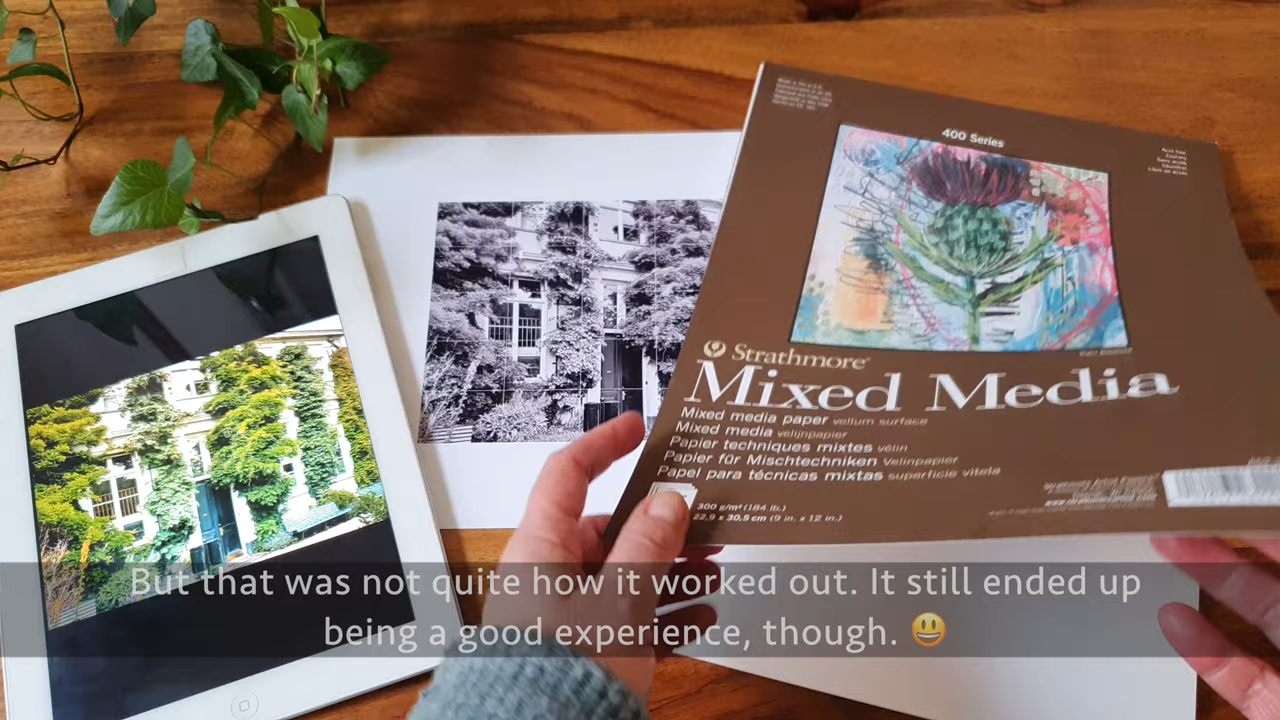 400 Series
Strathmore
Mixed Media
Mixed media paper vellum surface
Mixed media velijnpapier
Papier techniques mixtes vélin
Papier für Mischtechniken Velinpapier
Papel para técnicas mixtas superficie vitela
300 g/m² (184 lb.)
22,9 x 30,5 cm (9 in. x 12 in.)
But that was not quite how it worked out. It still ended up
being a good experience, though. 😃